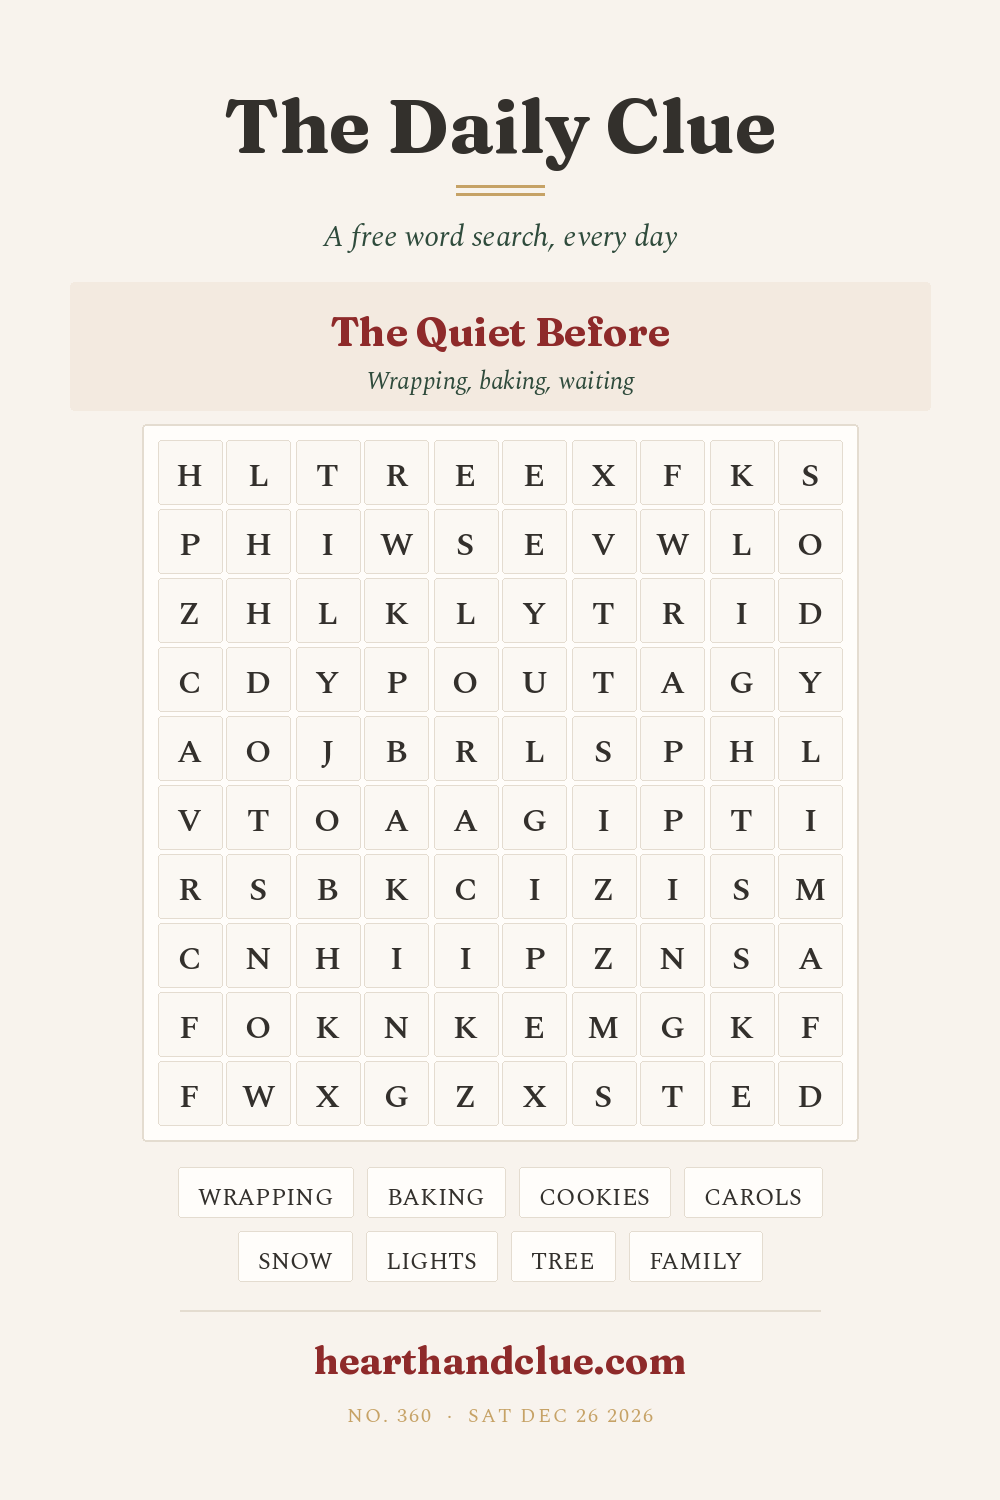 The Daily Clue
A free word search, every day
The Quiet Before
Wrapping, baking, waiting
H L T R E E X F K S
P H I W S E V W L O
Z H L K L Y T R I D
C D Y P O U T A G Y
A O J B R L S P H L
V T O A A G I P T I
R S B K C I Z I S M
C N H I I P Z N S A
F O K N K E M G K F
F W X G Z X S T E D
WRAPPING BAKING COOKIES CAROLS
SNOW LIGHTS TREE FAMILY
hearthandclue.com
NO. 360 · SAT DEC 26 2026